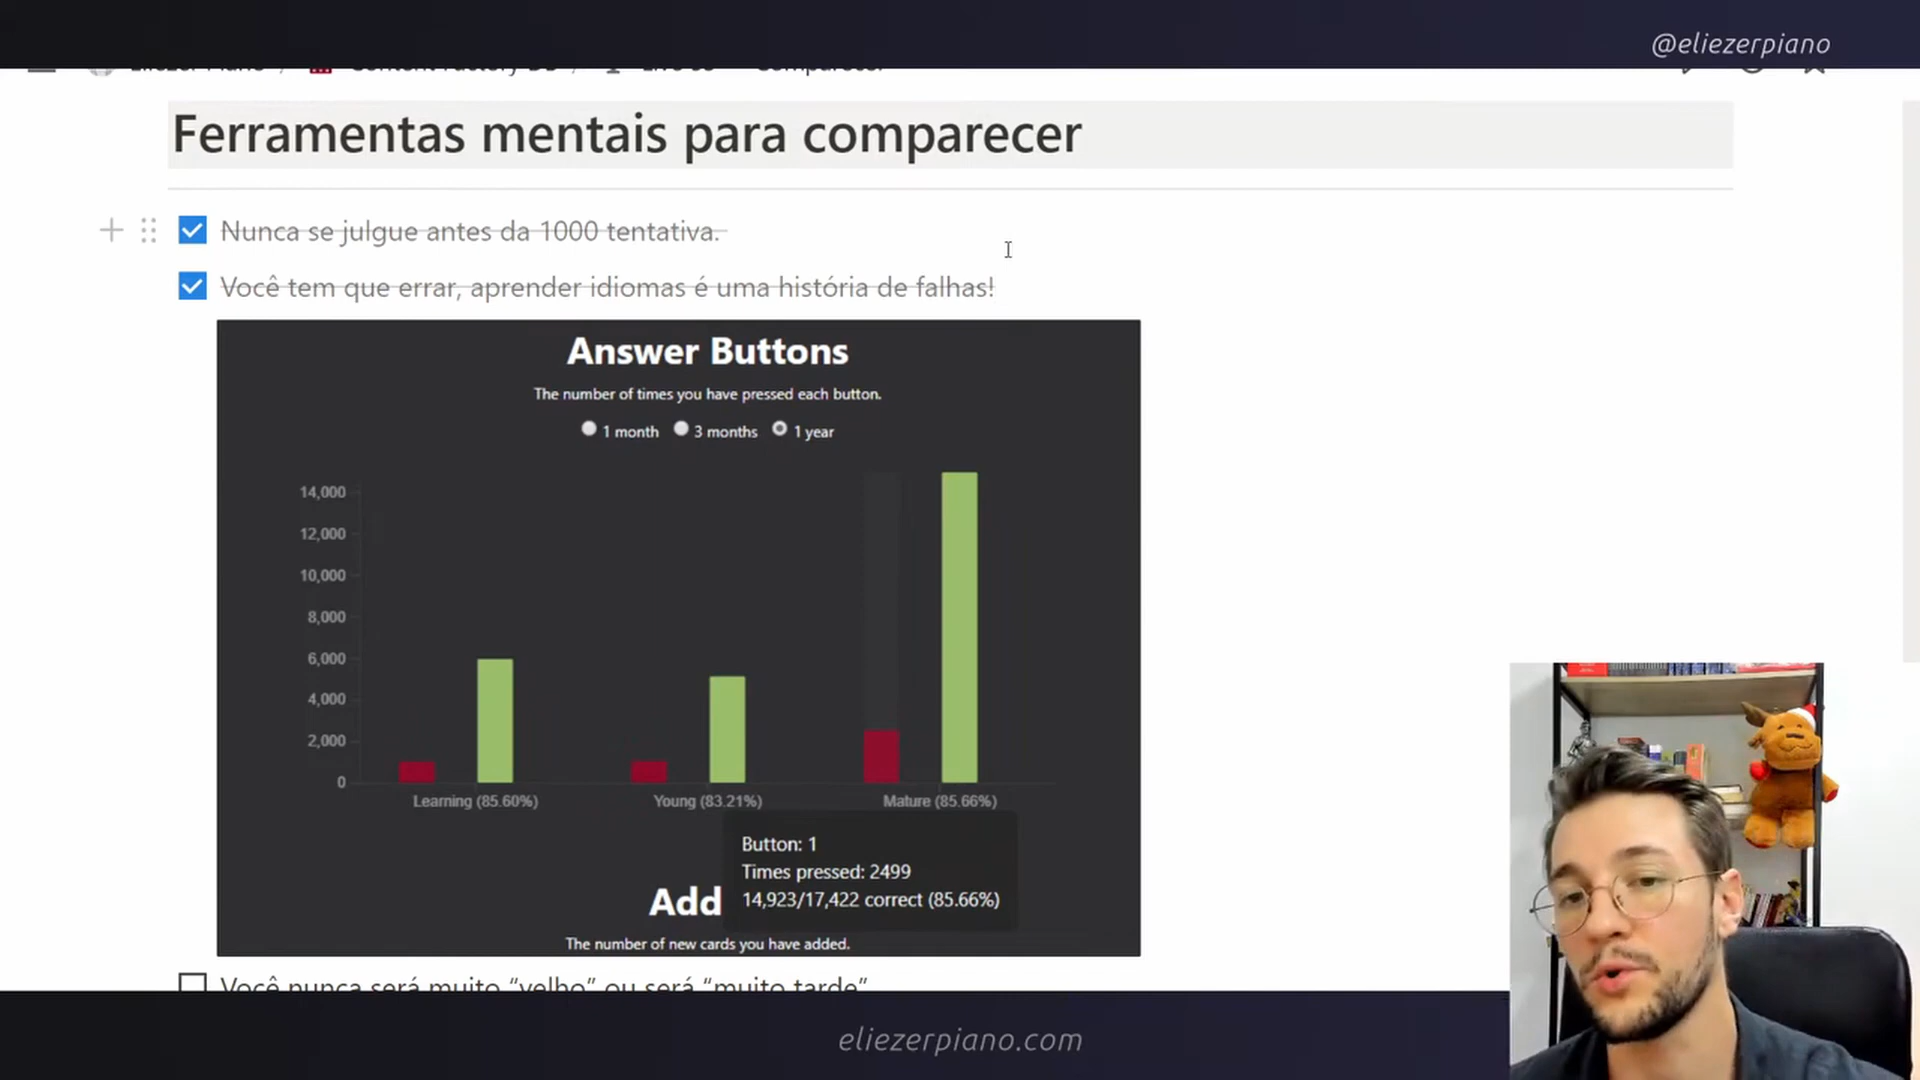 @eliezerpiano
Ferramentas mentais para comparecer
Nunca se julgue antes da 1000 tentativa.
Você tem que errar, aprender idiomas é uma história de falhas!
Answer Buttons
The number of times you have pressed each button.
1 month 3 months 1 year
14,000
12,000
10,000
8,000
6,000
4,000
2,000
0
Learning (85.60%) Young (83.21%) Mature (85.66%)
Button: 1
Times pressed: 2499
14,923/17,422 correct (85.66%)
Add
The number of new cards you have added.
Você nunca será muito “velho” ou será “muito tarde”
eliezerpiano.com